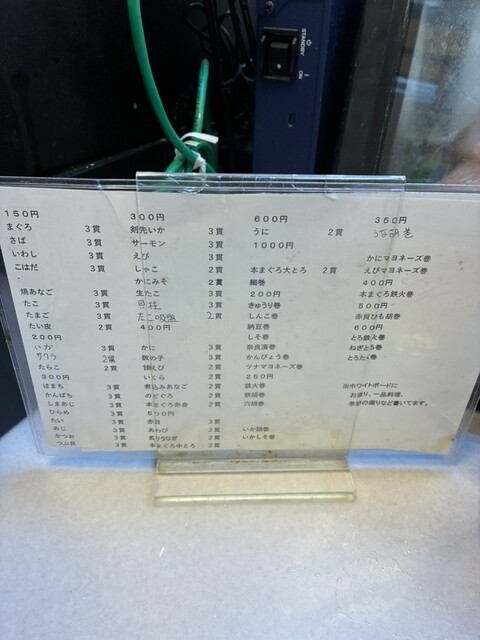 STANDBY
ON
150円
まぐろ 3貫
さば 3貫
いわし 3貫
こはだ 3貫
焼あなご 3貫
たこ 3貫
たまご 3貫
たい皮 2貫
200円
いか 3貫
サワラ 2貫
たらこ 2貫
300円
はまち 3貫
かんぱち 3貫
しまあじ 3貫
ひらめ 3貫
たい 3貫
あじ 3貫
かつお 3貫
つぶ貝 3貫
300円
剣先いか 3貫
サーモン 3貫
えび 3貫
しゃこ 2貫
かにみそ 2貫
生たこ 3貫
貝柱 3貫
たこ吸盤 2貫
400円
かに 3貫
数の子 3貫
甘えび 2貫
いくら 2貫
煮込みあなご 2貫
のどぐろ 2貫
本まぐろ赤身 2貫
500円
赤貝 3貫
あわび 2貫
炙りうなぎ 2貫
本まぐろ中とろ 2貫
600円
うに 2貫
1000円
本まぐろ大とろ 2貫
細巻
200円
きゅうり巻
しんこ巻
納豆巻
しそ巻
奈良漬巻
かんぴょう巻
ツナマヨネーズ巻
250円
鉄火巻
鉄胡巻
穴胡巻
いか胡巻
いかしそ巻
350円
うな胡巻
かにマヨネーズ巻
えびマヨネーズ巻
400円
本まぐろ鉄火巻
500円
赤貝ひも胡巻
600円
とろ鉄火巻
ねぎとろ巻
とろたく巻
※ホワイトボードに
お造り、一品料理、
季節の握りなど書いてます。